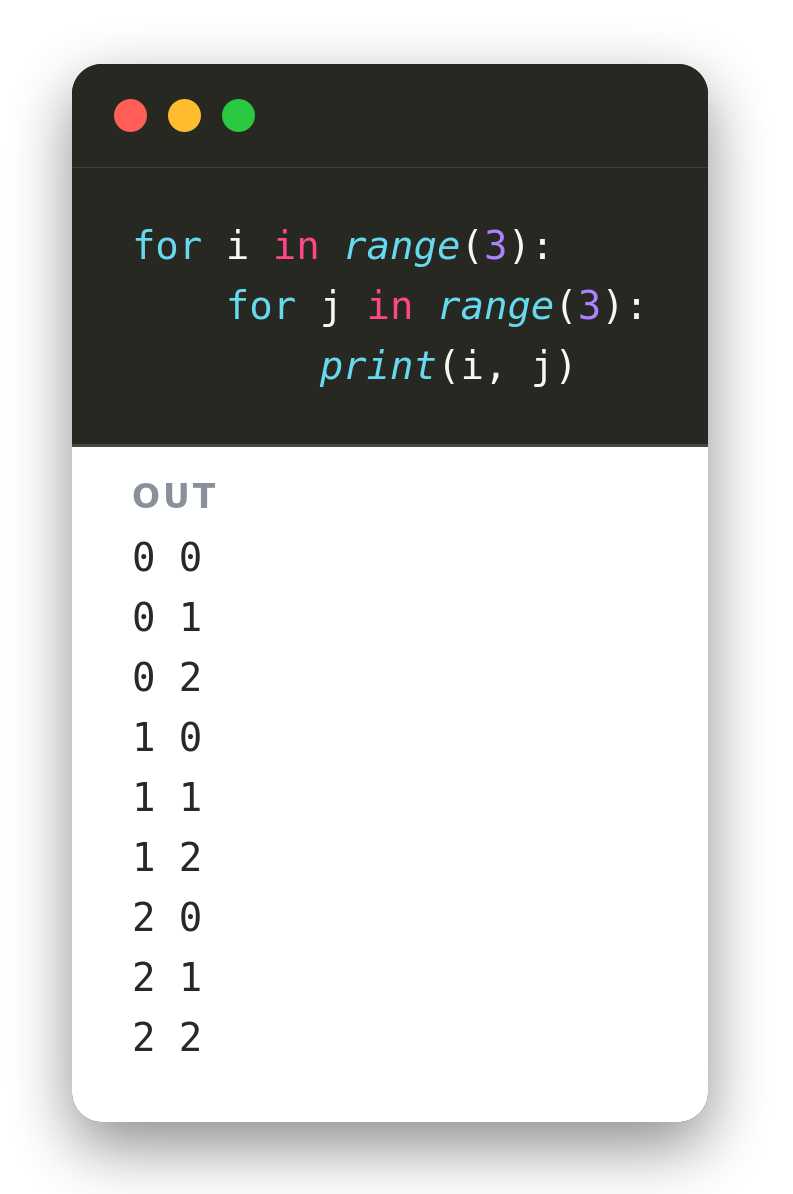 for i in range(3):
    for j in range(3):
        print(i, j)
OUT
0 0
0 1
0 2
1 0
1 1
1 2
2 0
2 1
2 2